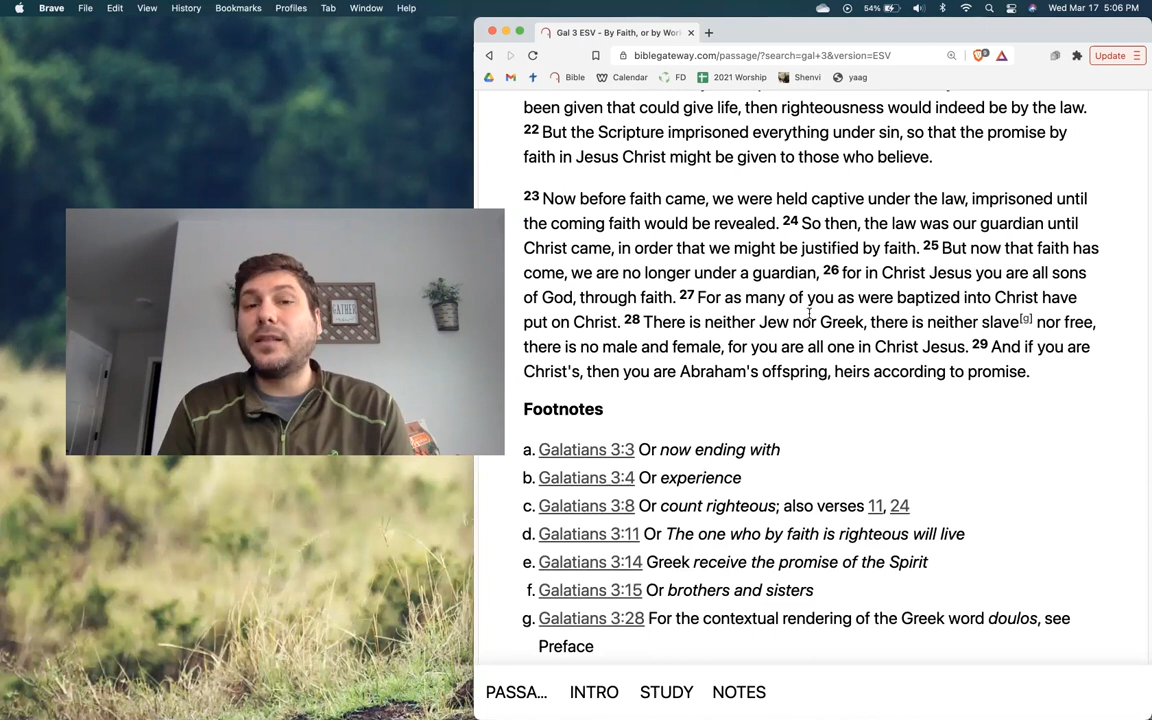 Brave File Edit View History Bookmarks Profiles Tab Window Help 54% Wed Mar 17 5:06 PM
Gal 3 ESV - By Faith, or by Wor
biblegateway.com/passage/?search=gal+3&version=ESV Update
Bible Calendar FD 2021 Worship Shenvi yaag
been given that could give life, then righteousness would indeed be by the law.
22 But the Scripture imprisoned everything under sin, so that the promise by
faith in Jesus Christ might be given to those who believe.
23 Now before faith came, we were held captive under the law, imprisoned until
the coming faith would be revealed. 24 So then, the law was our guardian until
Christ came, in order that we might be justified by faith. 25 But now that faith has
come, we are no longer under a guardian, 26 for in Christ Jesus you are all sons
of God, through faith. 27 For as many of you as were baptized into Christ have
put on Christ. 28 There is neither Jew nor Greek, there is neither slave[g] nor free,
there is no male and female, for you are all one in Christ Jesus. 29 And if you are
Christ's, then you are Abraham's offspring, heirs according to promise.
GATHER
Footnotes
a. Galatians 3:3 Or now ending with
b. Galatians 3:4 Or experience
c. Galatians 3:8 Or count righteous; also verses 11, 24
d. Galatians 3:11 Or The one who by faith is righteous will live
e. Galatians 3:14 Greek receive the promise of the Spirit
f. Galatians 3:15 Or brothers and sisters
g. Galatians 3:28 For the contextual rendering of the Greek word doulos, see
Preface
PASSA... INTRO STUDY NOTES